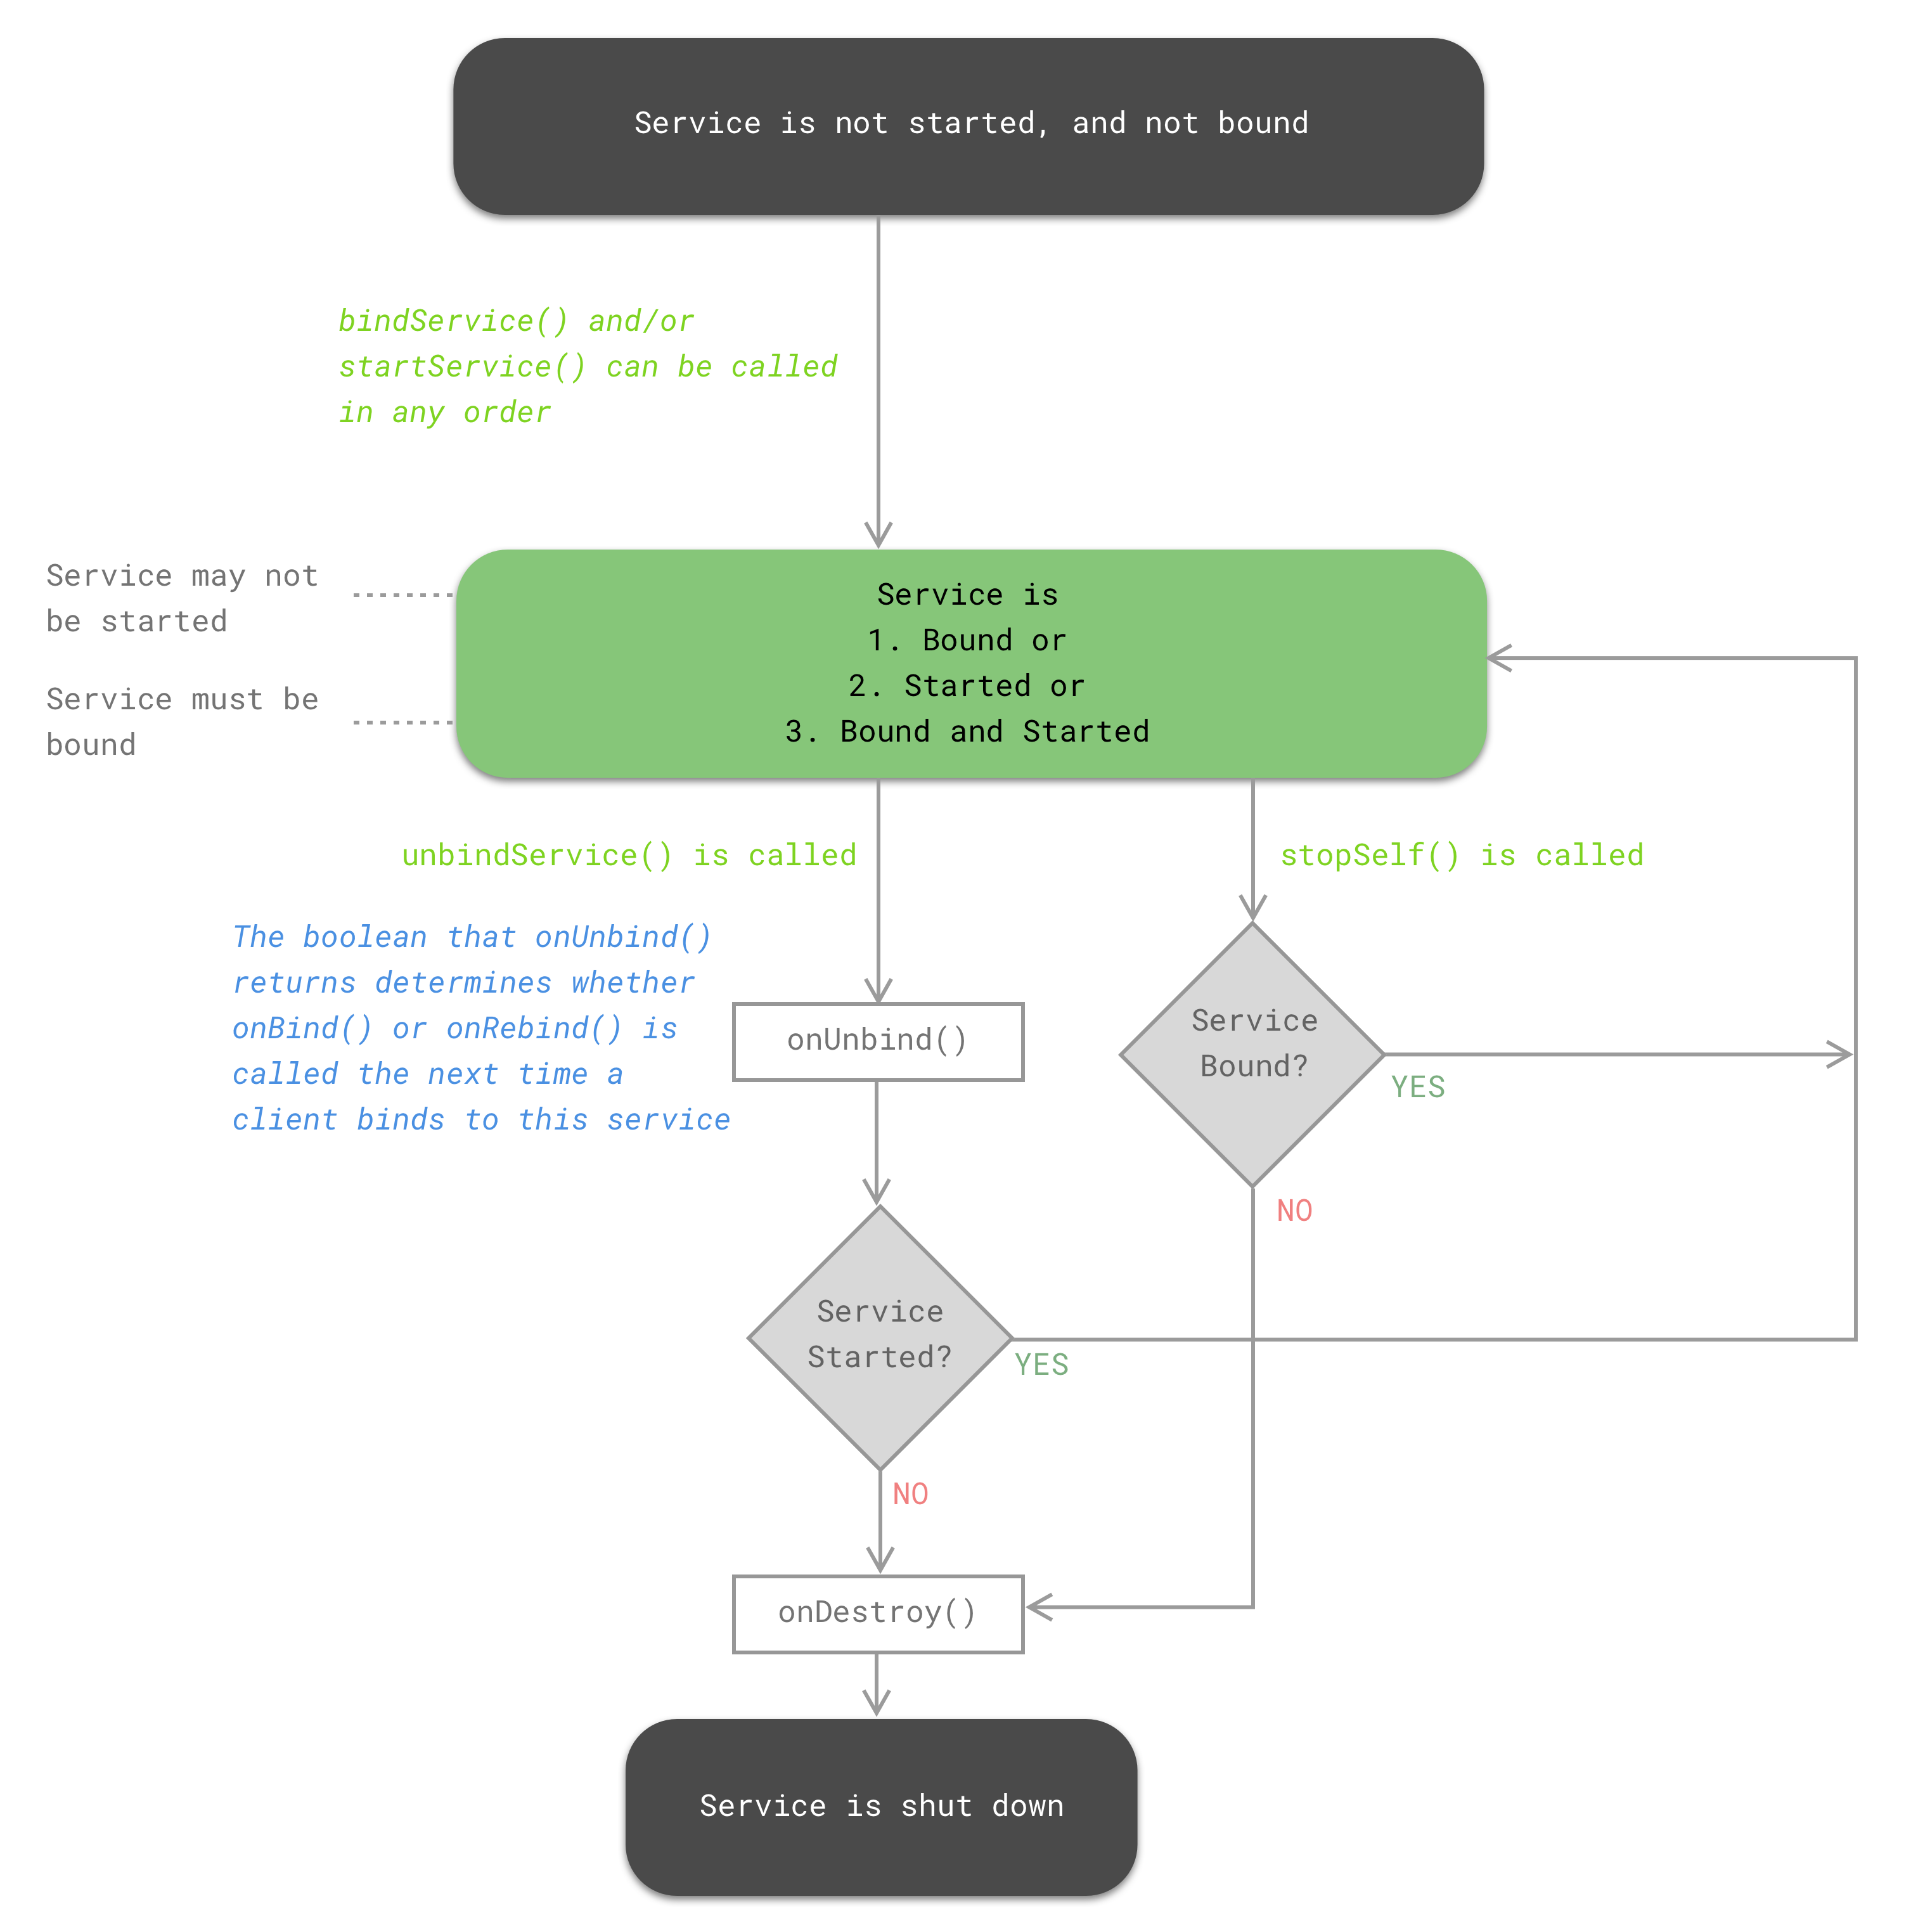 Service is not started, and not bound
bindService() and/or
startService() can be called
in any order
Service may not
be started
Service must be
bound
Service is
1. Bound or
2. Started or
3. Bound and Started
unbindService() is called
stopSelf() is called
The boolean that onUnbind()
returns determines whether
onBind() or onRebind() is
called the next time a
client binds to this service
onUnbind()
Service
Bound?
YES
NO
Service
Started?
YES
NO
onDestroy()
Service is shut down